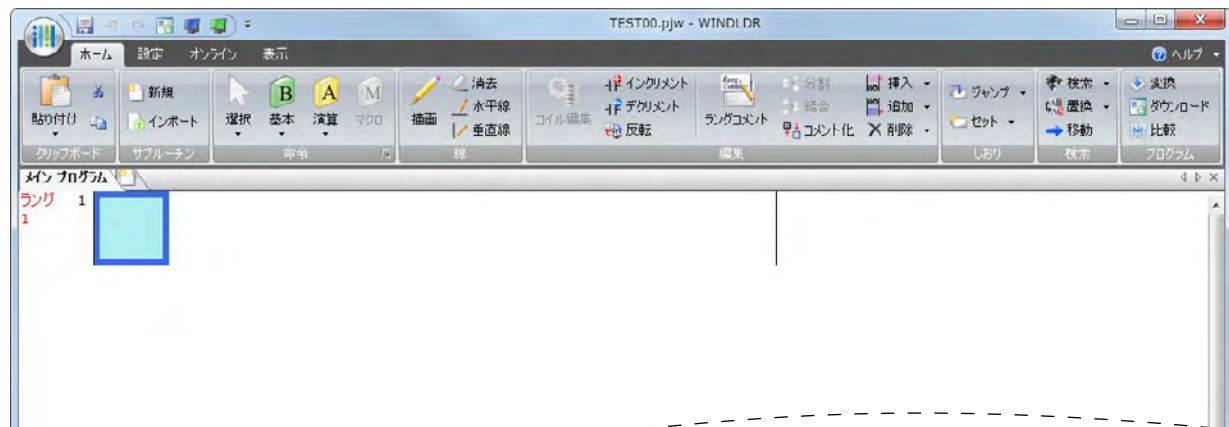 TEST00.pjw - WINDLDR
ホーム 設定 オンライン 表示 ヘルプ
貼り付け
クリップボード
新規
インポート
サブルーチン
選択 B 基本 A 演算 M マクロ
命令
描画
消去
水平線
垂直線
線
コイル編集
インクリメント
デクリメント
反転
ラングコメント
分割
結合
コメント化
挿入
追加
削除
編集
ジャンプ
セット
しおり
検索
置換
移動
検索
変換
ダウンロード
比較
プログラム
メイン プログラム
ラング 1
1